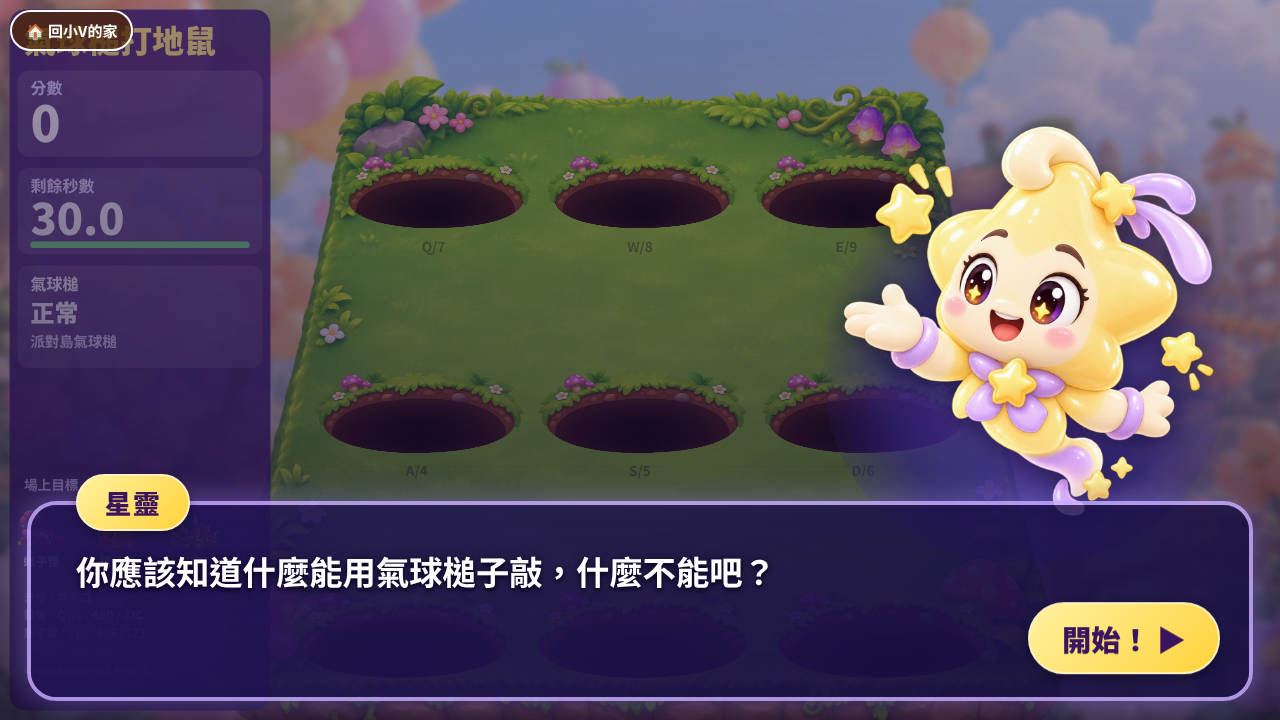 🏠 回小V的家
氣球槌打地鼠
分數
0
剩餘秒數
30.0
氣球槌
正常
派對島氣球槌
Q/7
W/8
E/9
A/4
S/5
D/6
場上目標
星靈
你應該知道什麼能用氣球槌子敲，什麼不能吧？
開始！ ▶